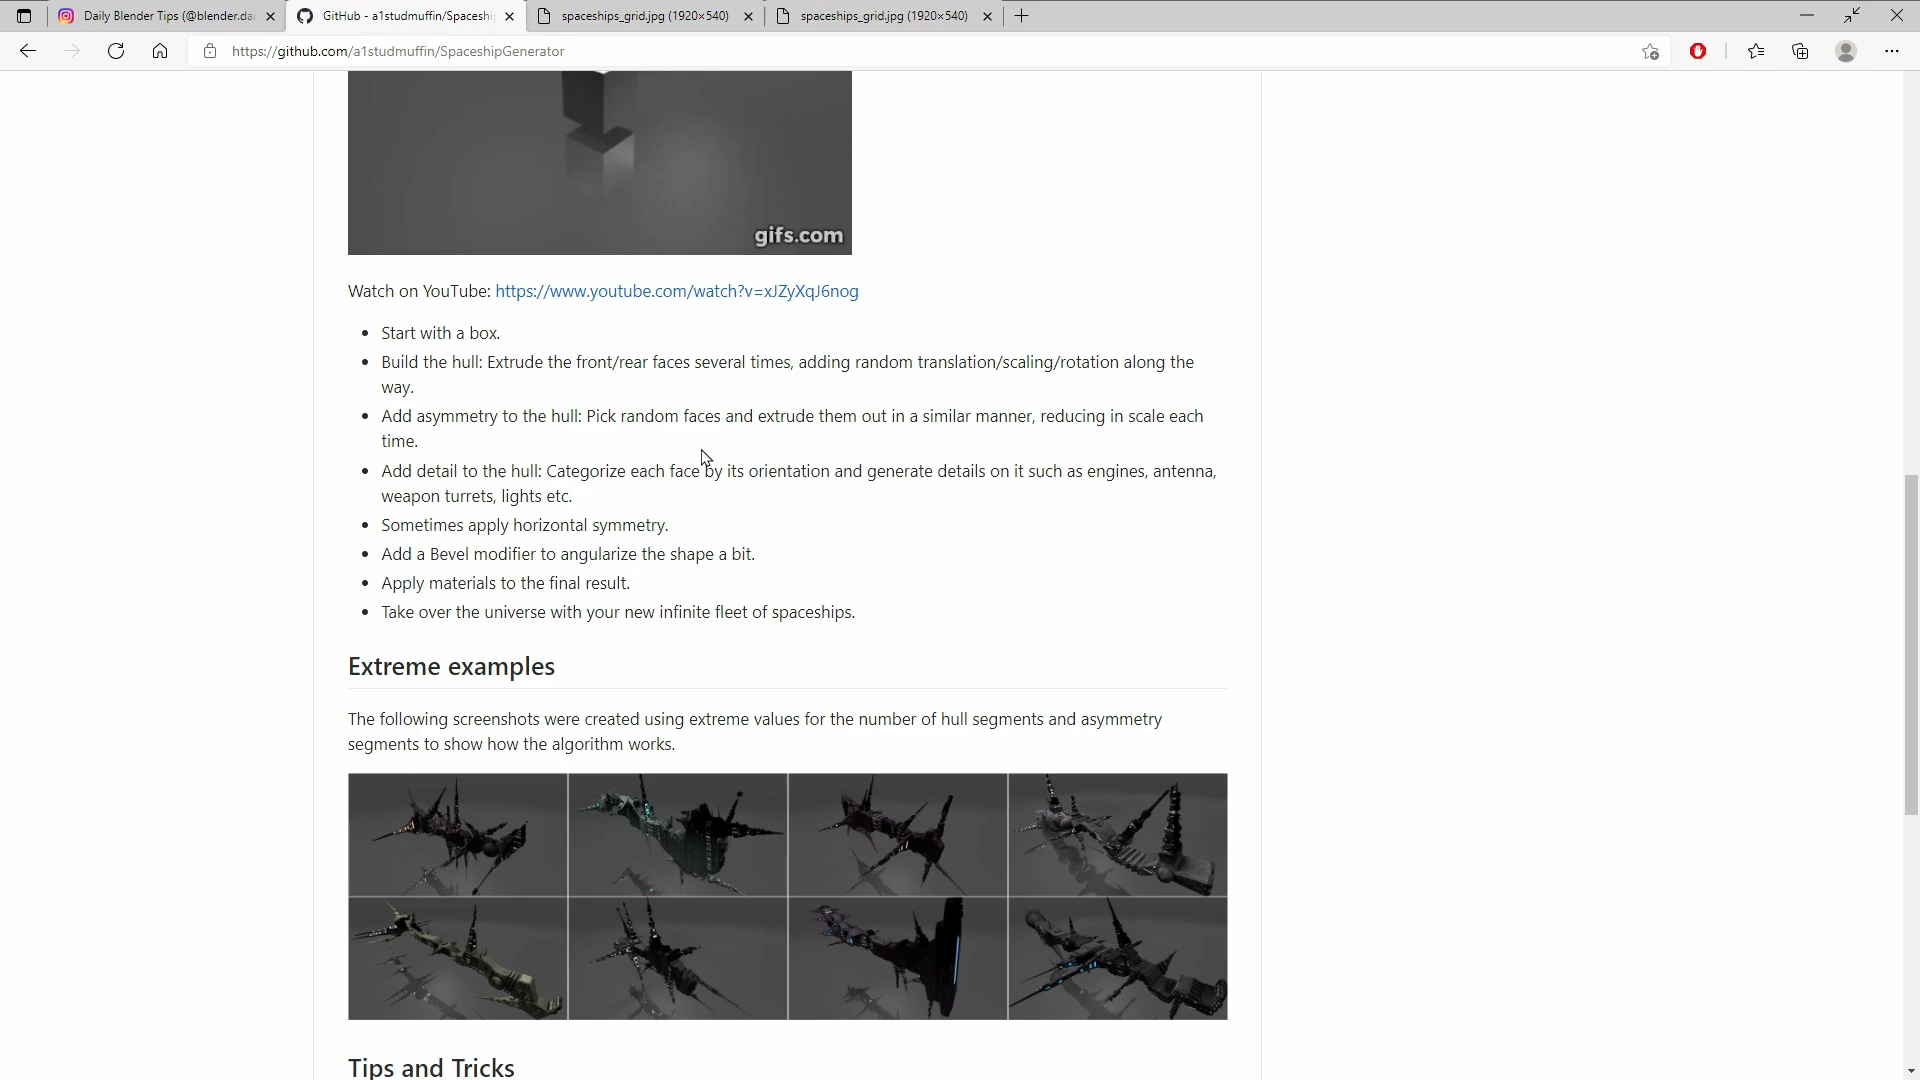 Daily Blender Tips (@blender.dai
GitHub - a1studmuffin/Spaceshi
spaceships_grid.jpg (1920×540)
spaceships_grid.jpg (1920×540)
https://github.com/a1studmuffin/SpaceshipGenerator
gifs.com
Watch on YouTube: https://www.youtube.com/watch?v=xJZyXqJ6nog
• Start with a box.
• Build the hull: Extrude the front/rear faces several times, adding random translation/scaling/rotation along the
way.
• Add asymmetry to the hull: Pick random faces and extrude them out in a similar manner, reducing in scale each
time.
• Add detail to the hull: Categorize each face by its orientation and generate details on it such as engines, antenna,
weapon turrets, lights etc.
• Sometimes apply horizontal symmetry.
• Add a Bevel modifier to angularize the shape a bit.
• Apply materials to the final result.
• Take over the universe with your new infinite fleet of spaceships.
Extreme examples
The following screenshots were created using extreme values for the number of hull segments and asymmetry
segments to show how the algorithm works.
Tips and Tricks